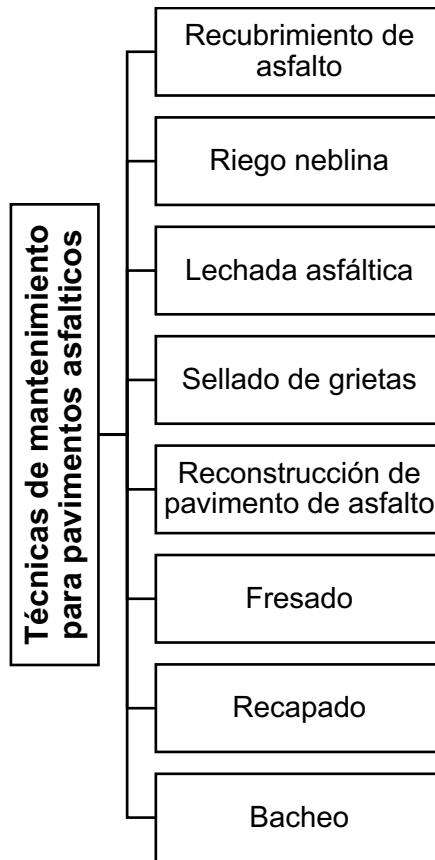 Técnicas de mantenimiento
para pavimentos asfalticos
Recubrimiento de
asfalto
Riego neblina
Lechada asfáltica
Sellado de grietas
Reconstrucción de
pavimento de asfalto
Fresado
Recapado
Bacheo